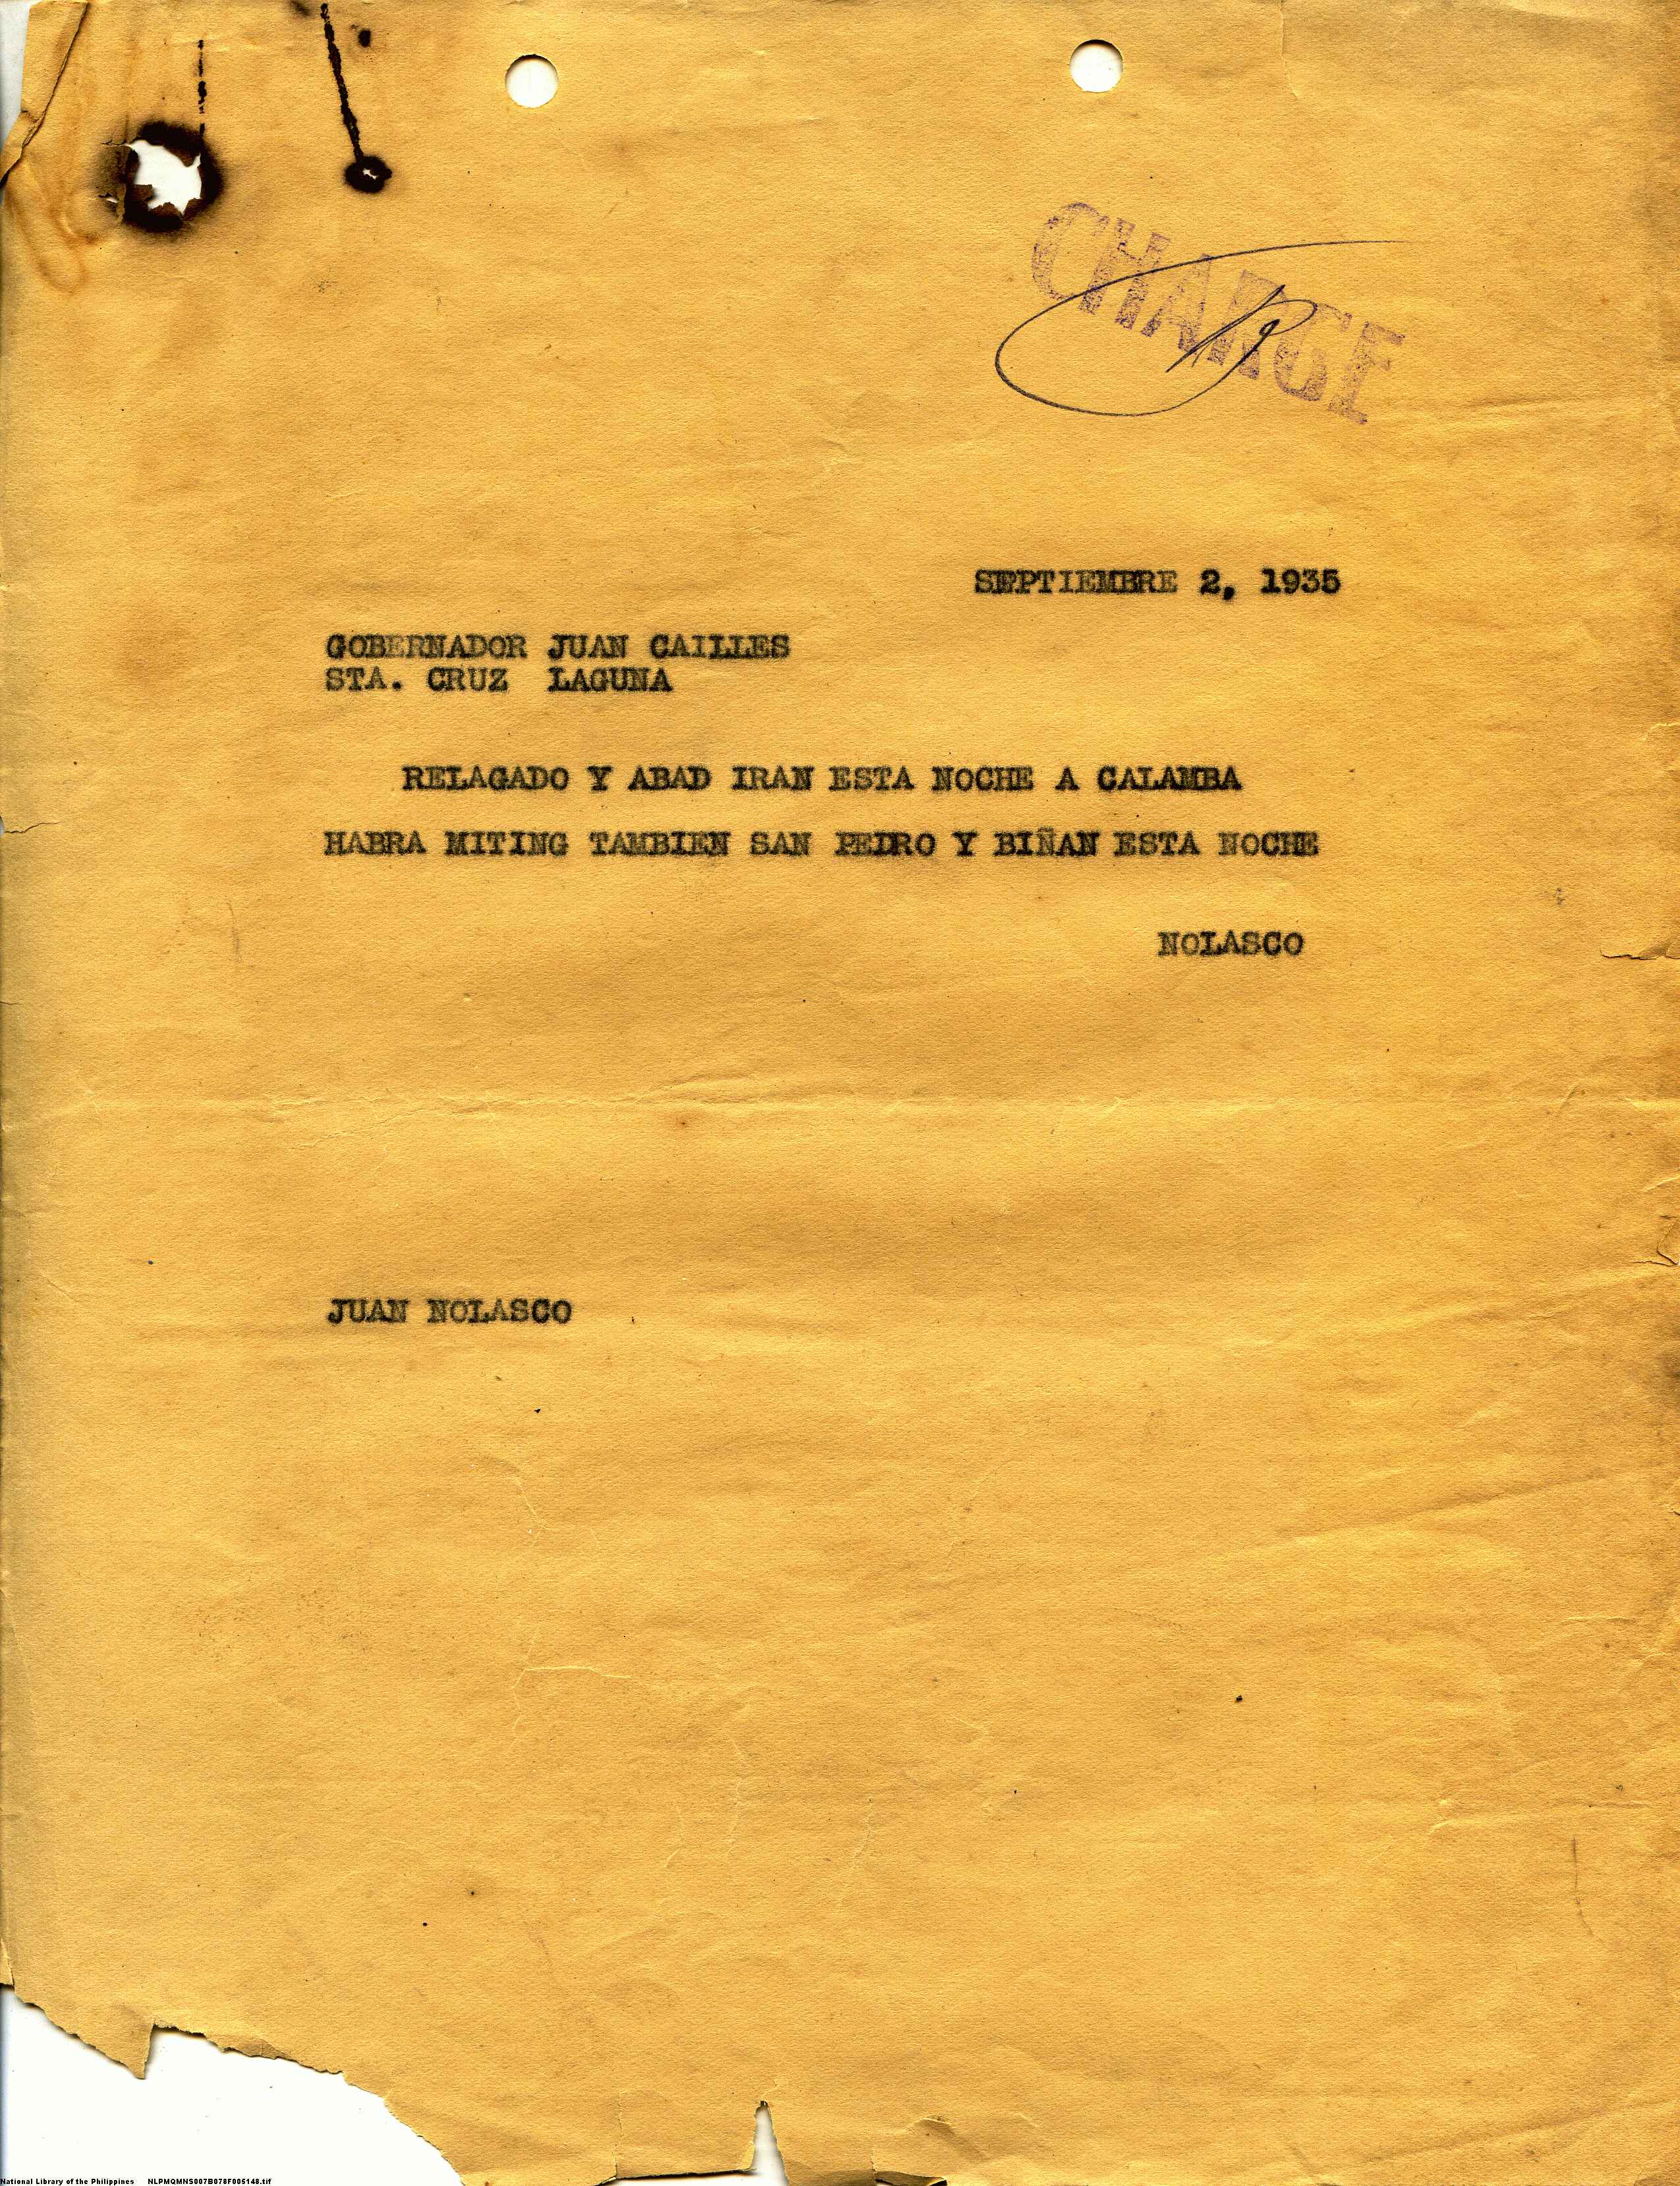 CHARGE
SEPTIEMBRE 2, 1935
GOBERNADOR JUAN CAILLES
STA. CRUZ LAGUNA
RELAGADO Y ABAD IRAN ESTA NOCHE A CALAMBA
HABRA MITING TAMBIEN SAN PEDRO Y BIÑAN ESTA NOCHE
NOLASCO
JUAN NOLASCO
National Library of the Philippines NLPMQMNS007B078F005148.tif